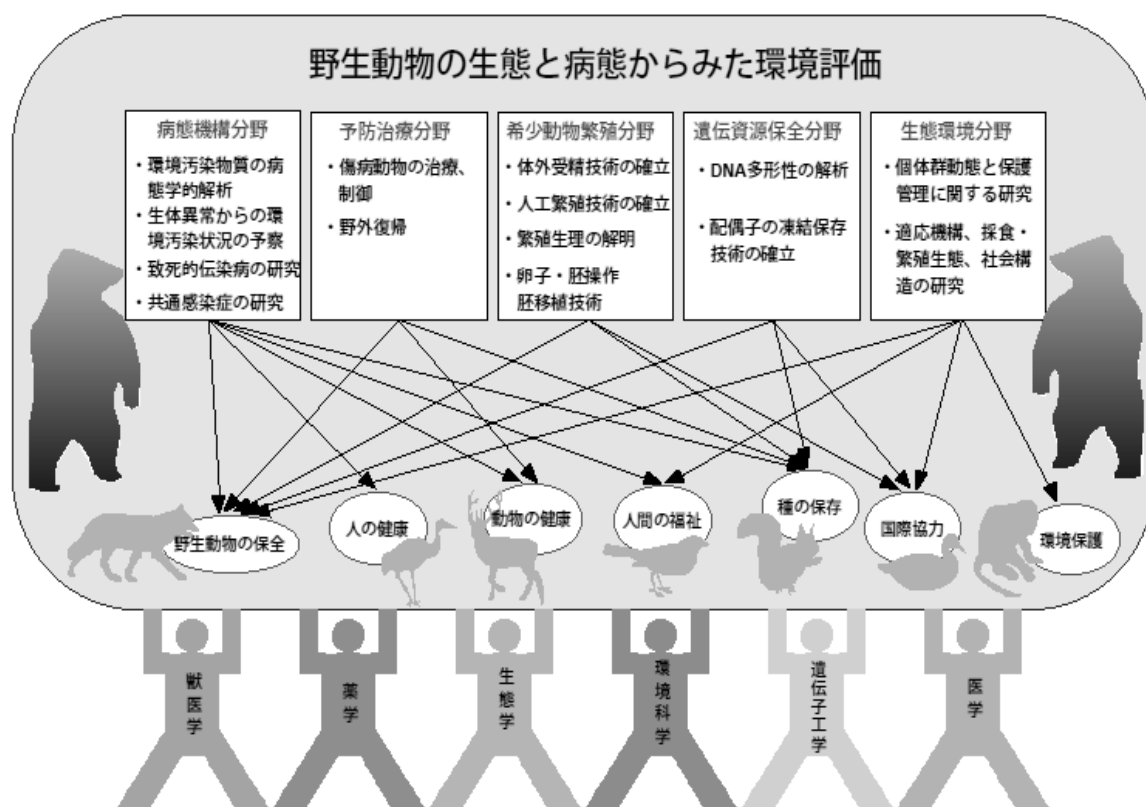 野生動物の生態と病態からみた環境評価
病態機構分野
・環境汚染物質の病
態学的解析
・生体異常からの環
境汚染状況の予察
・致死的伝染病の研究
・共通感染症の研究
予防治療分野
・傷病動物の治療、
制御
・野外復帰
希少動物繁殖分野
・体外受精技術の確立
・人工繁殖技術の確立
・繁殖生理の解明
・卵子・胚操作
胚移植技術
遺伝資源保全分野
・DNA多形性の解析
・配偶子の凍結保存
技術の確立
生態環境分野
・個体群動態と保護
管理に関する研究
・適応機構、採食・
繁殖生態、社会構
造の研究
野生動物の保全
人の健康
動物の健康
人間の福祉
種の保存
国際協力
環境保護
獣医学
薬学
生態学
環境科学
遺伝子工学
医学